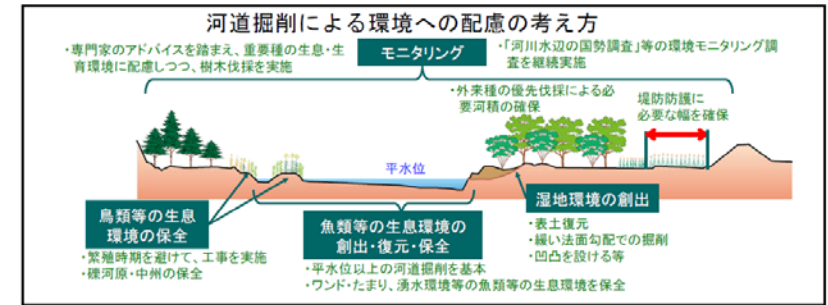 河道掘削による環境への配慮の考え方
・専門家のアドバイスを踏まえ、重要種の生息・生
育環境に配慮しつつ、樹木伐採を実施
モニタリング
・「河川水辺の国勢調査」等の環境モニタリング調
査を継続実施
・外来種の優先伐採による必
要河積の確保
堤防防護に
必要な幅を確保
平水位
鳥類等の生息
環境の保全
・繁殖時期を避けて、工事を実施
・礫河原・中州の保全
魚類等の生息環境の
創出・復元・保全
・平水位以上の河道掘削を基本
・ワンド・たまり、湧水環境等の魚類等の生息環境を保全
湿地環境の創出
・表土復元
・緩い法面勾配での掘削
・凹凸を設ける等